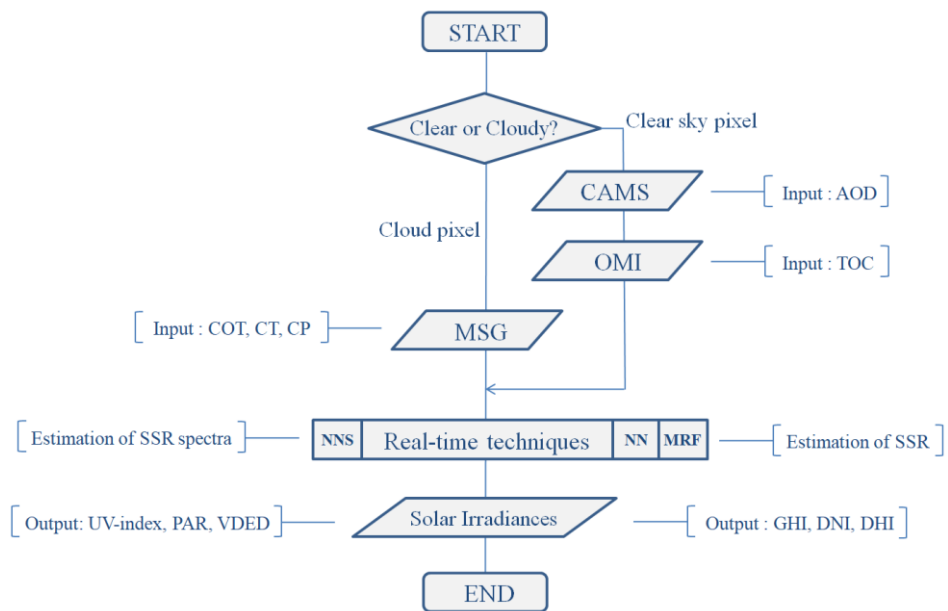 START
Clear or Cloudy?
Clear sky pixel
CAMS
Input : AOD
Cloud pixel
OMI
Input : TOC
Input : COT, CT, CP
MSG
Estimation of SSR spectra
NNS
Real-time techniques
NN
MRF
Estimation of SSR
Output: UV-index, PAR, VDED
Solar Irradiances
Output : GHI, DNI, DHI
END